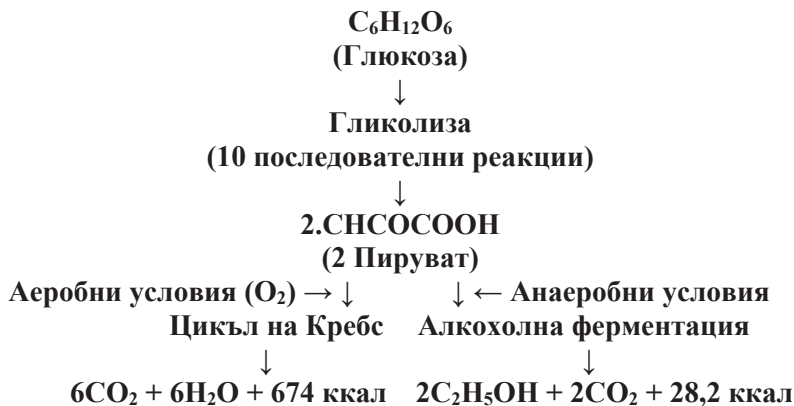 C₆H₁₂O₆
(Глюкоза)
↓
Гликолиза
(10 последователни реакции)
↓
2.CHCOCOOH
(2 Пируват)
Аеробни условия (O₂) → ↓ ↓ ← Анаеробни условия
Цикъл на Кребс Алкохолна ферментация
↓ ↓
6CO₂ + 6H₂O + 674 ккал 2C₂H₅OH + 2CO₂ + 28,2 ккал